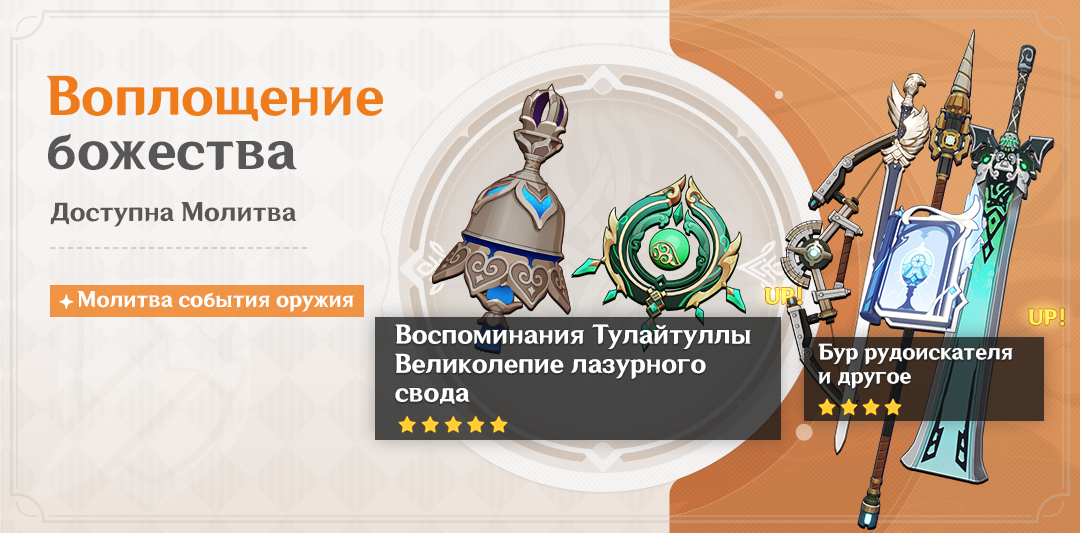 Воплощение
божества
Доступна Молитва
Молитва события оружия
Воспоминания Тулайтуллы
Великолепие лазурного
свода
UP!
Бур рудоискателя
и другое
UP!